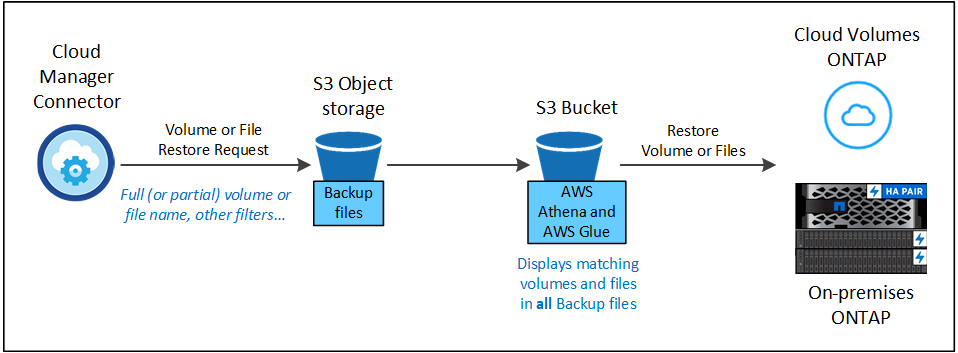 Cloud
Manager
Connector
Volume or File
Restore Request
Full (or partial) volume or
file name, other filters...
S3 Object
storage
Backup
files
S3 Bucket
AWS
Athena and
AWS Glue
Displays matching
volumes and files
in all Backup files
Restore
Volume or Files
Cloud Volumes
ONTAP
HA PAIR
On-premises
ONTAP